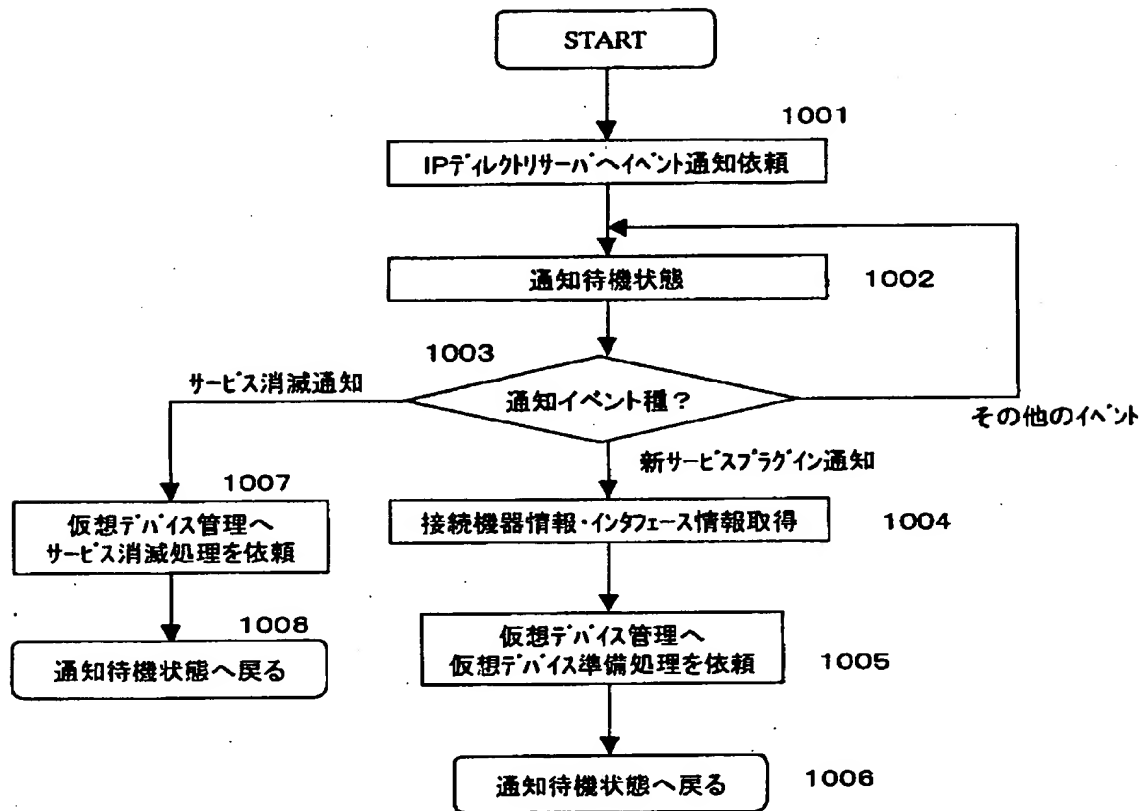 START
1001
IPディレクトリサーバへイベント通知依頼
通知待機状態
1002
1003
サービス消滅通知
通知イベント種？
その他のイベント
新サービスプラグイン通知
1007
仮想デバイス管理へ
サービス消滅処理を依頼
接続機器情報・インタフェース情報取得
1004
1008
通知待機状態へ戻る
仮想デバイス管理へ
仮想デバイス準備処理を依頼
1005
通知待機状態へ戻る
1006